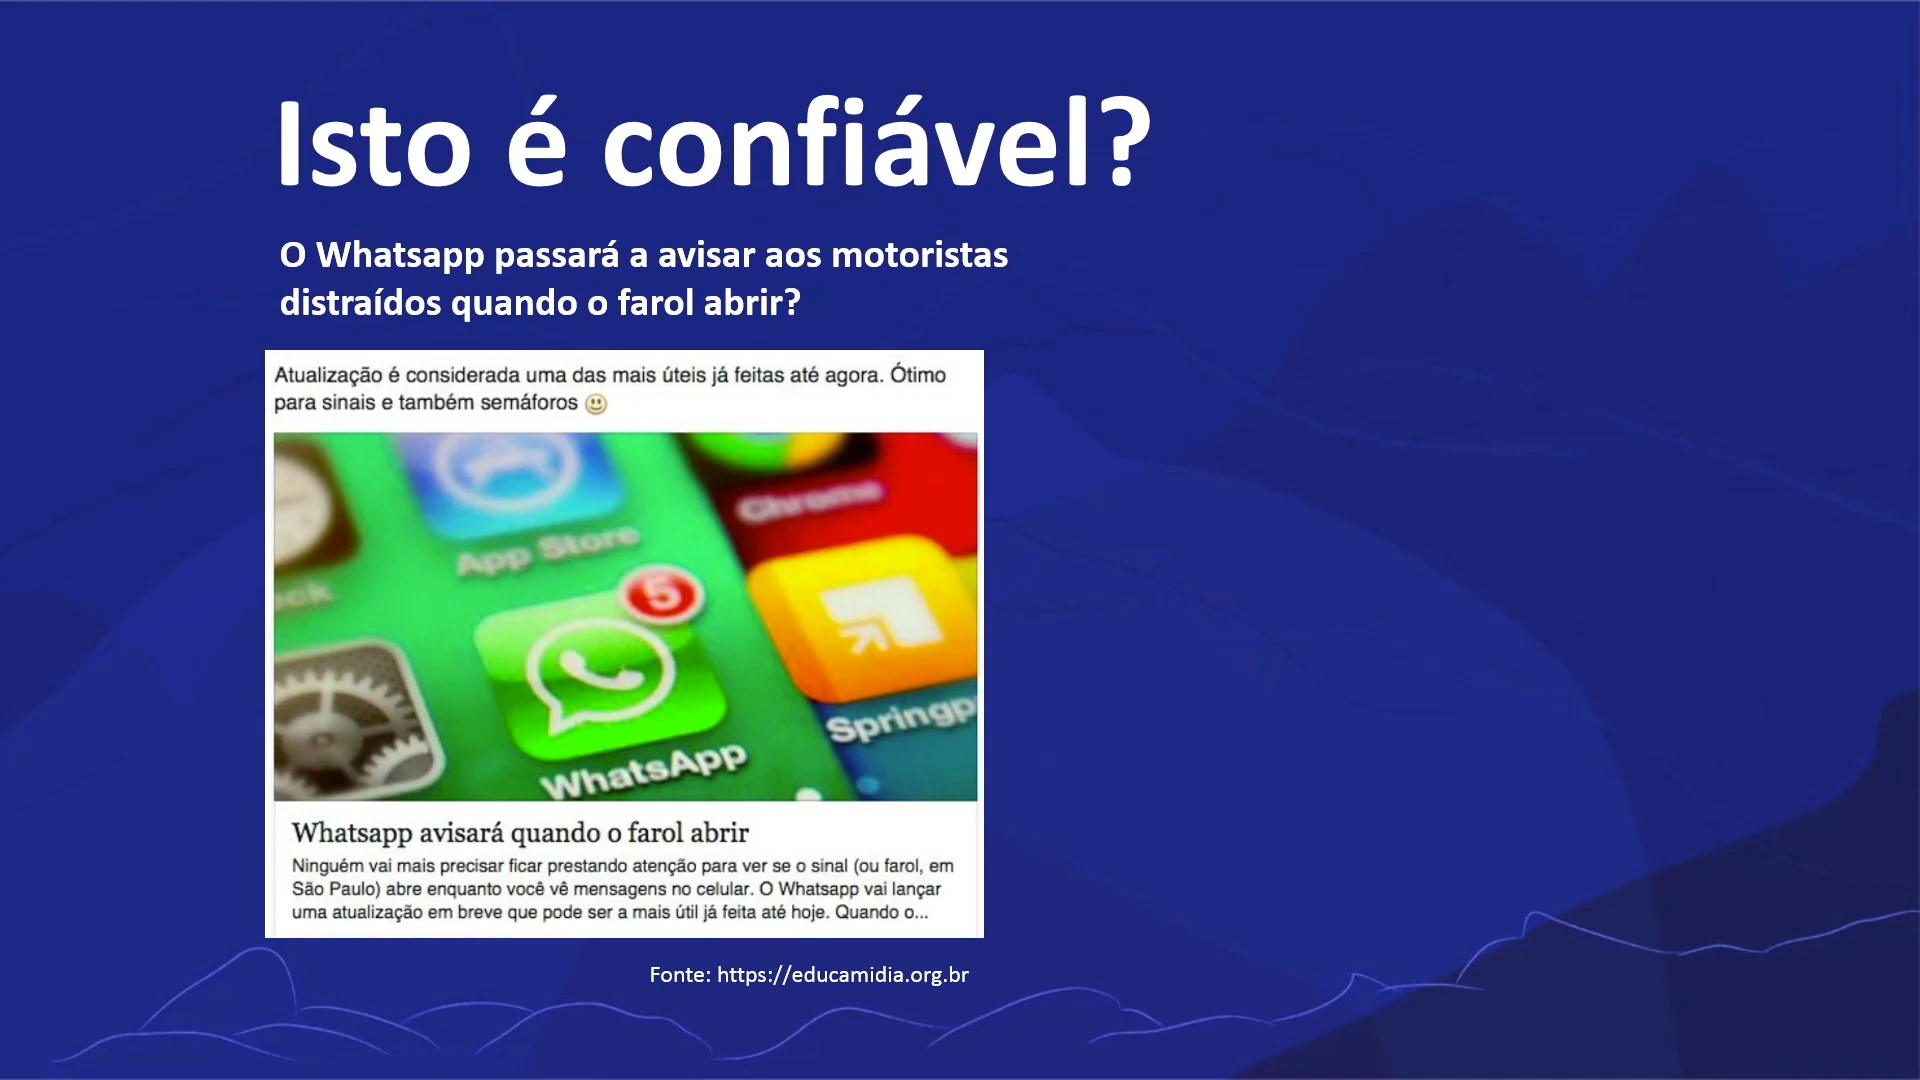 Isto é confiável?
O Whatsapp passará a avisar aos motoristas
distraídos quando o farol abrir?
Atualização é considerada uma das mais úteis já feitas até agora. Ótimo
para sinais e também semáforos
Chrome
App Store
5
Springp
WhatsApp
Whatsapp avisará quando o farol abrir
Ninguém vai mais precisar ficar prestando atenção para ver se o sinal (ou farol, em
São Paulo) abre enquanto você vê mensagens no celular. O Whatsapp vai lançar
uma atualização em breve que pode ser a mais útil já feita até hoje. Quando o...
Fonte: https://educamidia.org.br